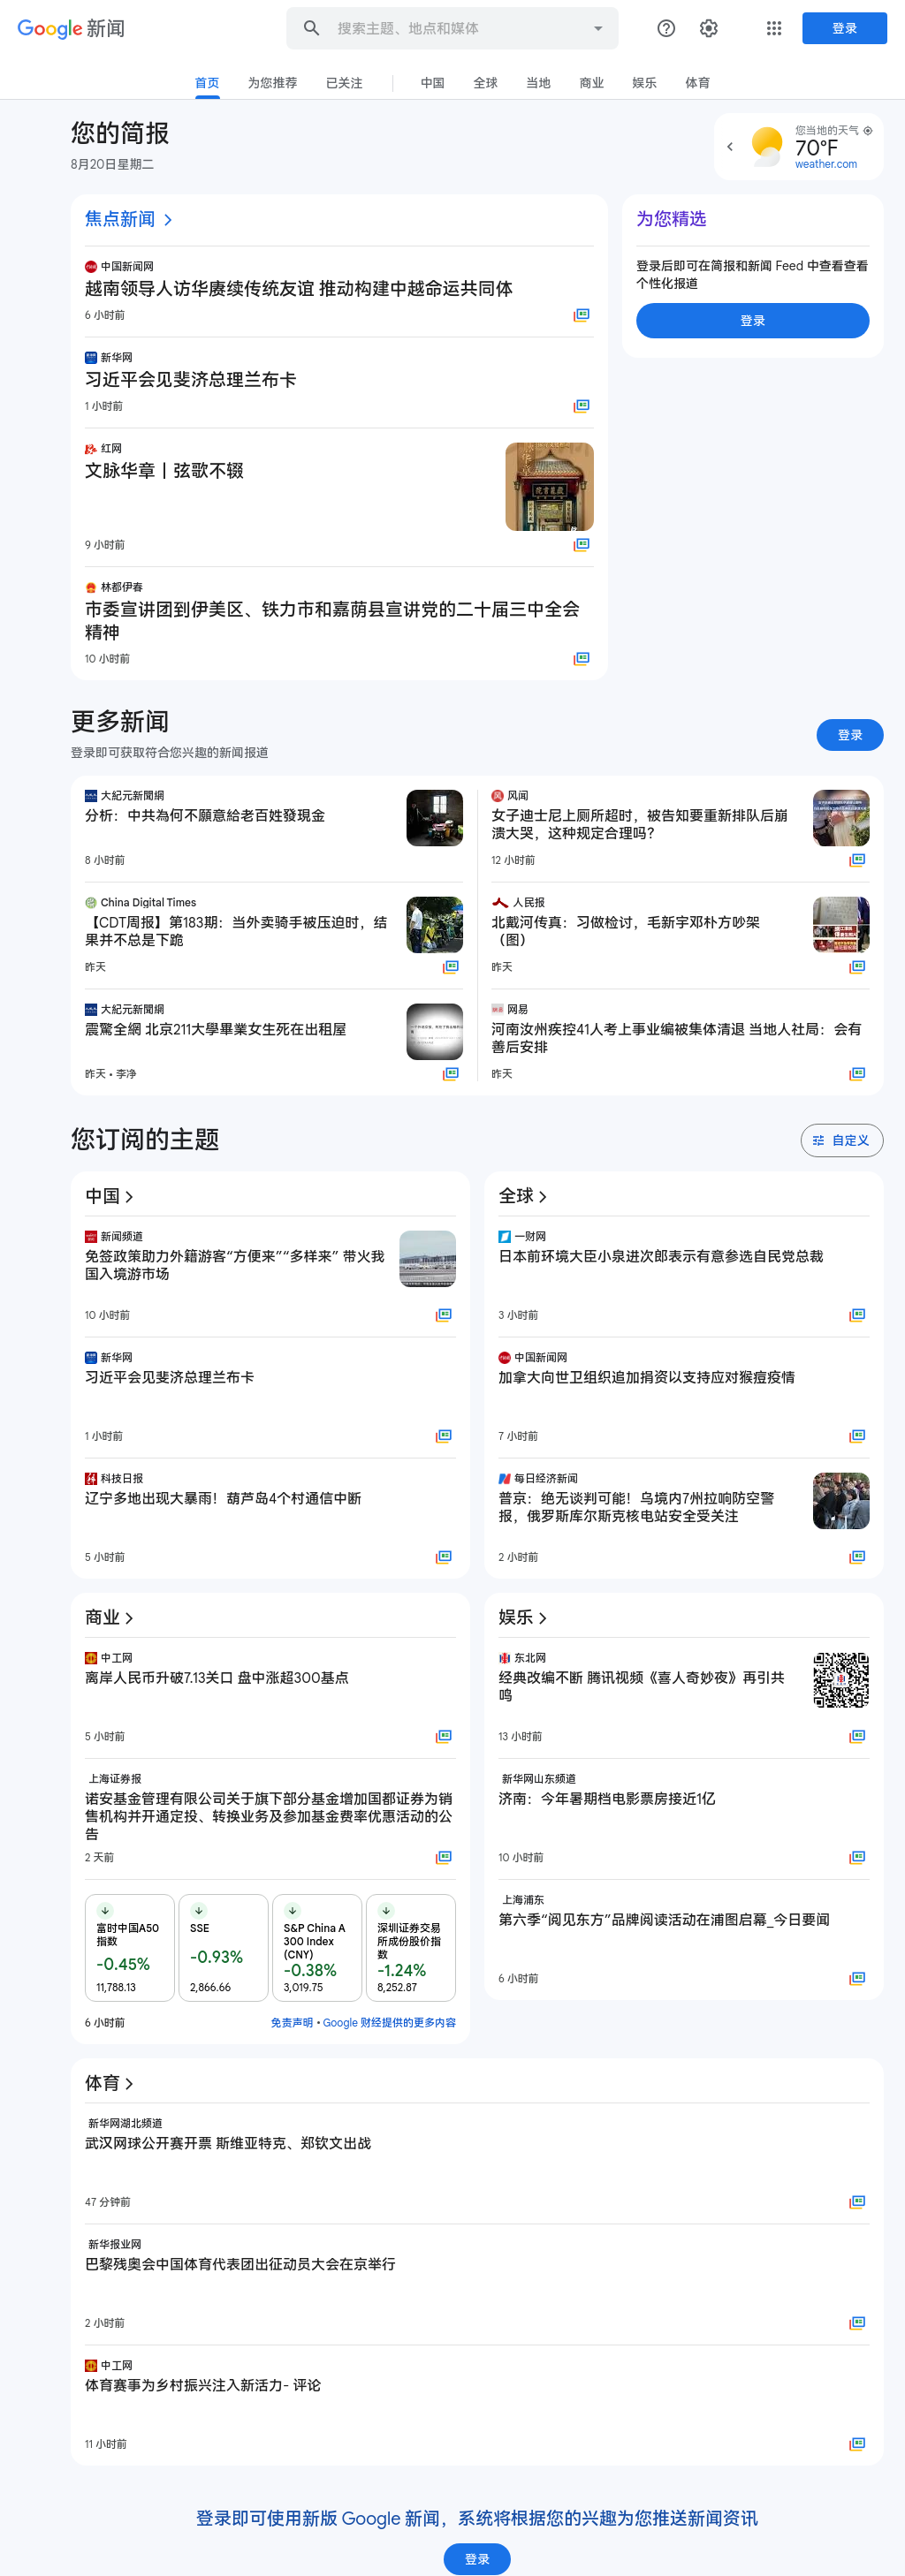 Google 新闻
搜索主题、地点和媒体
登录
首页
为您推荐
已关注
中国
全球
当地
商业
娱乐
体育
您的简报
8月20日星期二
您当地的天气
70°F
weather.com
焦点新闻
中国新闻网
越南领导人访华赓续传统友谊 推动构建中越命运共同体
6 小时前
新华网
习近平会见斐济总理兰布卡
1 小时前
红网
文脉华章丨弦歌不辍
9 小时前
林都伊春
市委宣讲团到伊美区、铁力市和嘉荫县宣讲党的二十届三中全会
精神
10 小时前
为您精选
登录后即可在简报和新闻 Feed 中查看查看
个性化报道
登录
更多新闻
登录即可获取符合您兴趣的新闻报道
登录
大紀元新聞網
分析：中共為何不願意給老百姓發現金
8 小时前
China Digital Times
【CDT周报】第183期：当外卖骑手被压迫时，结
果并不总是下跪
昨天
大紀元新聞網
震驚全網 北京211大學畢業女生死在出租屋
昨天 • 李净
风闻
女子迪士尼上厕所超时，被告知要重新排队后崩
溃大哭，这种规定合理吗？
12 小时前
人民报
北戴河传真：习做检讨，毛新宇邓朴方吵架
（图）
昨天
网易
河南汝州疾控41人考上事业编被集体清退 当地人社局：会有
善后安排
昨天
您订阅的主题
自定义
中国
新闻频道
免签政策助力外籍游客“方便来”“多样来” 带火我
国入境游市场
10 小时前
新华网
习近平会见斐济总理兰布卡
1 小时前
科技日报
辽宁多地出现大暴雨！葫芦岛4个村通信中断
5 小时前
全球
一财网
日本前环境大臣小泉进次郎表示有意参选自民党总裁
3 小时前
中国新闻网
加拿大向世卫组织追加捐资以支持应对猴痘疫情
7 小时前
每日经济新闻
普京：绝无谈判可能！乌境内7州拉响防空警
报，俄罗斯库尔斯克核电站安全受关注
2 小时前
商业
中工网
离岸人民币升破7.13关口 盘中涨超300基点
5 小时前
上海证券报
诺安基金管理有限公司关于旗下部分基金增加国都证券为销
售机构并开通定投、转换业务及参加基金费率优惠活动的公
告
2 天前
富时中国A50
指数
-0.45%
11,788.13
SSE
-0.93%
2,866.66
S&P China A
300 Index
(CNY)
-0.38%
3,019.75
深圳证券交易
所成份股价指
数
-1.24%
8,252.87
6 小时前
免责声明 • Google 财经提供的更多内容
娱乐
东北网
经典改编不断 腾讯视频《喜人奇妙夜》再引共
鸣
13 小时前
新华网山东频道
济南：今年暑期档电影票房接近1亿
10 小时前
上海浦东
第六季“阅见东方”品牌阅读活动在浦图启幕_今日要闻
6 小时前
体育
新华网湖北频道
武汉网球公开赛开票 斯维亚特克、郑钦文出战
47 分钟前
新华报业网
巴黎残奥会中国体育代表团出征动员大会在京举行
2 小时前
中工网
体育赛事为乡村振兴注入新活力- 评论
11 小时前
登录即可使用新版 Google 新闻，系统将根据您的兴趣为您推送新闻资讯
登录